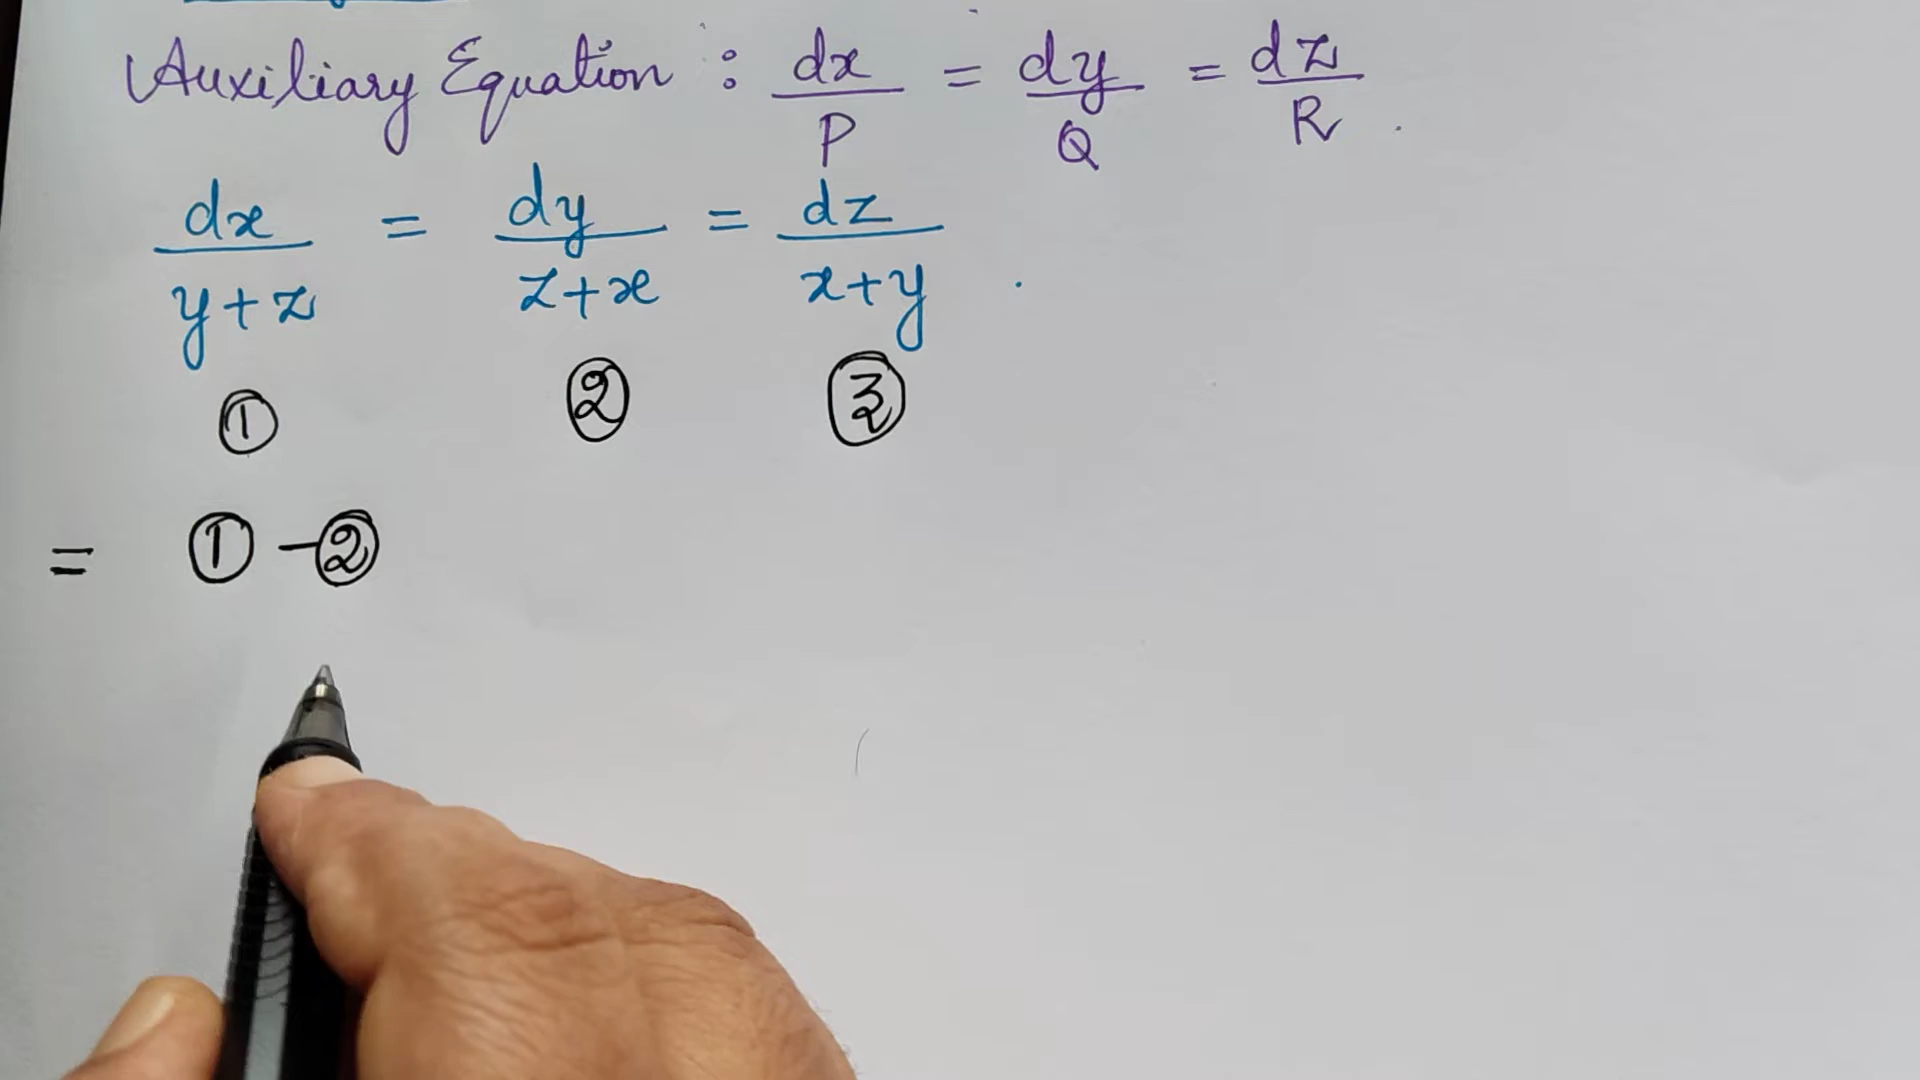 Auxiliary Equation : dx/P = dy/Q = dz/R .
dx/y+z = dy/z+x = dz/x+y .
① ② ③
= ① - ②